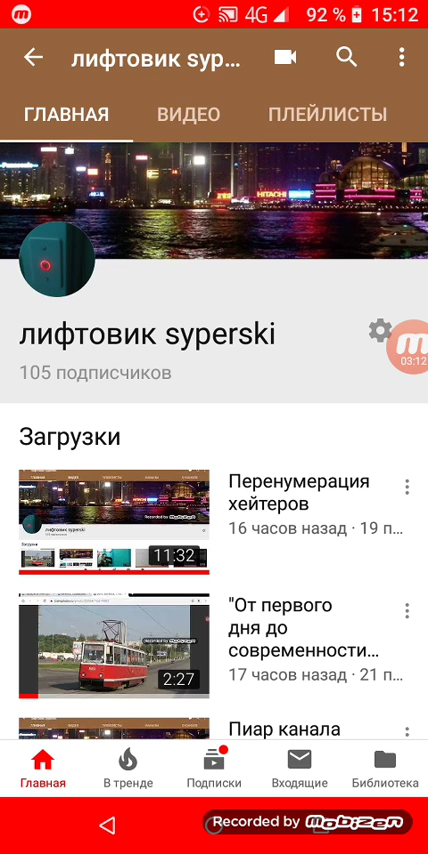 4G 92 % 15:12
лифтовик syp...
ГЛАВНАЯ ВИДЕО ПЛЕЙЛИСТЫ
HITACHI
лифтовик syperski
105 подписчиков
03:12
Загрузки
Перенумерация
хейтеров
16 часов назад · 19 п...
11:32
"От первого
дня до
современности...
17 часов назад · 21 п...
2:27
Пиар канала
Главная В тренде Подписки Входящие Библиотека
Recorded by Mobizen